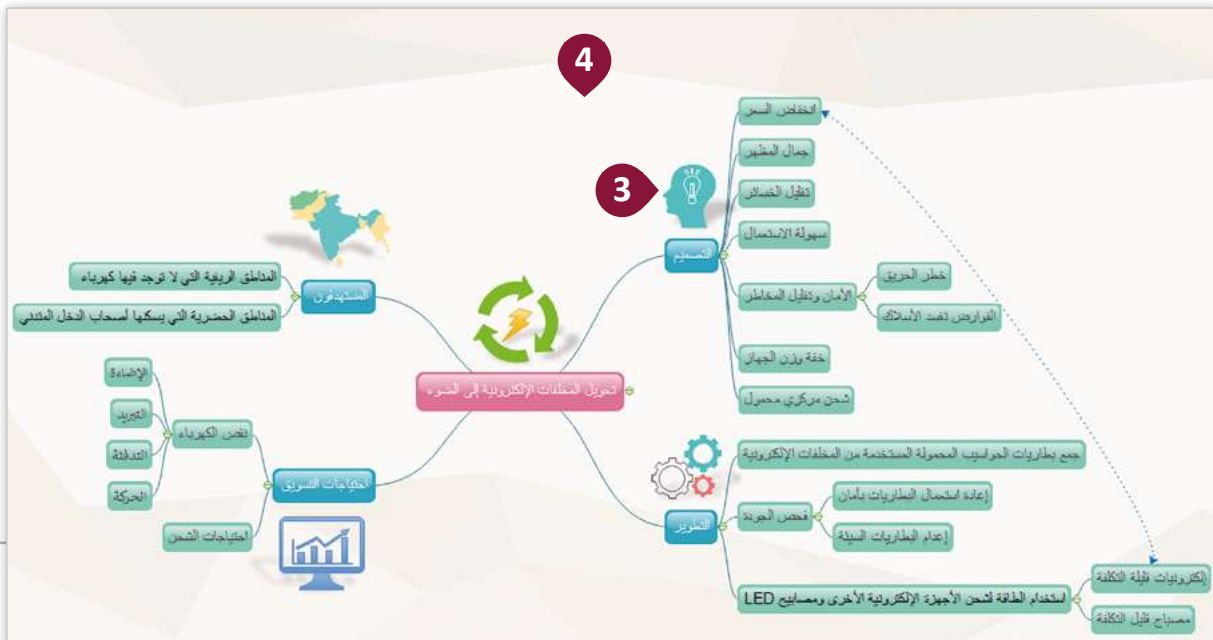 4
3
انخفاض السعر
جمال المظهر
تقليل الخسائر
سهولة الاستعمال
التصميم
خطر الحريق
الأمان وتقليل المخاطر
القوارض تفسد الأسلاك
خفة وزن الجهاز
شحن مركزي محمول
المستهدفون
المناطق الريفية التي لا توجد فيها كهرباء
المناطق الحضرية التي يسكنها أصحاب الدخل المتدني
تحويل المخلفات الإلكترونية إلى الضوء
الإضاءة
التبريد
نقص الكهرباء
التدفئة
الحركة
احتياجات التسويق
احتياجات الشحن
جمع بطاريات الحواسيب المحمولة المستخدمة من المخلفات الإلكترونية
إعادة استعمال البطاريات بأمان
فحص الجودة
التطوير
إعدام البطاريات السيئة
إلكترونيات قليلة التكلفة
استخدام الطاقة لشحن الأجهزة الإلكترونية الأخرى ومصابيح LED
مصباح قليل التكلفة